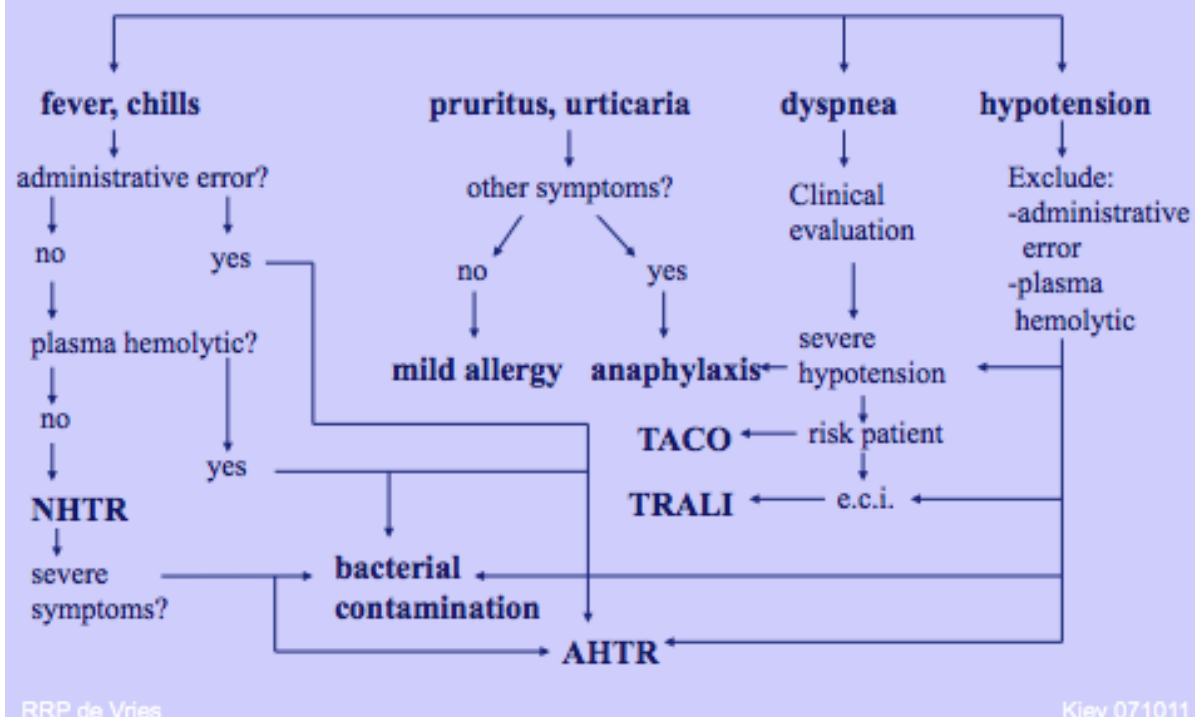 fever, chills
pruritus, urticaria
dyspnea
hypotension
administrative error?
other symptoms?
Clinical
evaluation
Exclude:
-administrative
error
-plasma
hemolytic
no
yes
no
yes
plasma hemolytic?
mild allergy
anaphylaxis
severe
hypotension
no
yes
TACO
risk patient
NHTR
TRALI
e.c.i.
severe
symptoms?
bacterial
contamination
AHTR
RRP de Vries
Kiev 071011